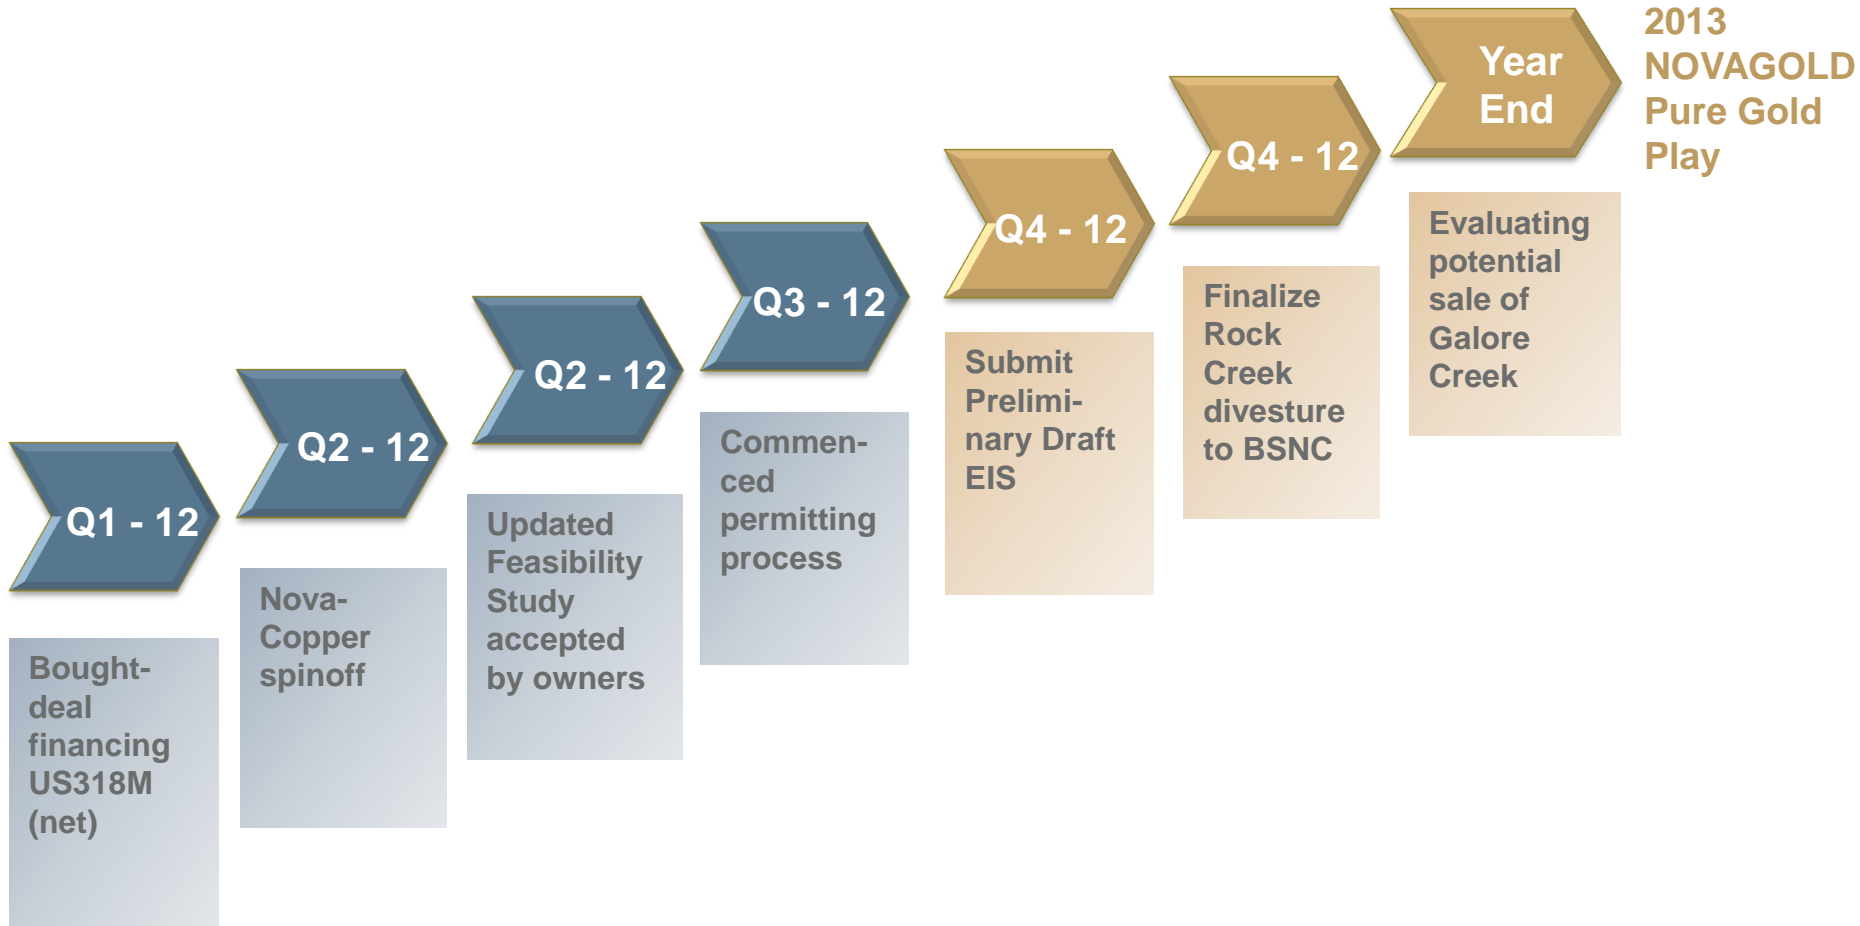 Q1 - 12
Bought-
deal
financing
US318M
(net)
Q2 - 12
Nova-
Copper
spinoff
Q2 - 12
Updated
Feasibility
Study
accepted
by owners
Q3 - 12
Commen-
ced
permitting
process
Q4 - 12
Submit
Prelimi-
nary Draft
EIS
Q4 - 12
Finalize
Rock
Creek
divesture
to BSNC
Year
End
Evaluating
potential
sale of
Galore
Creek
2013
NOVAGOLD
Pure Gold
Play